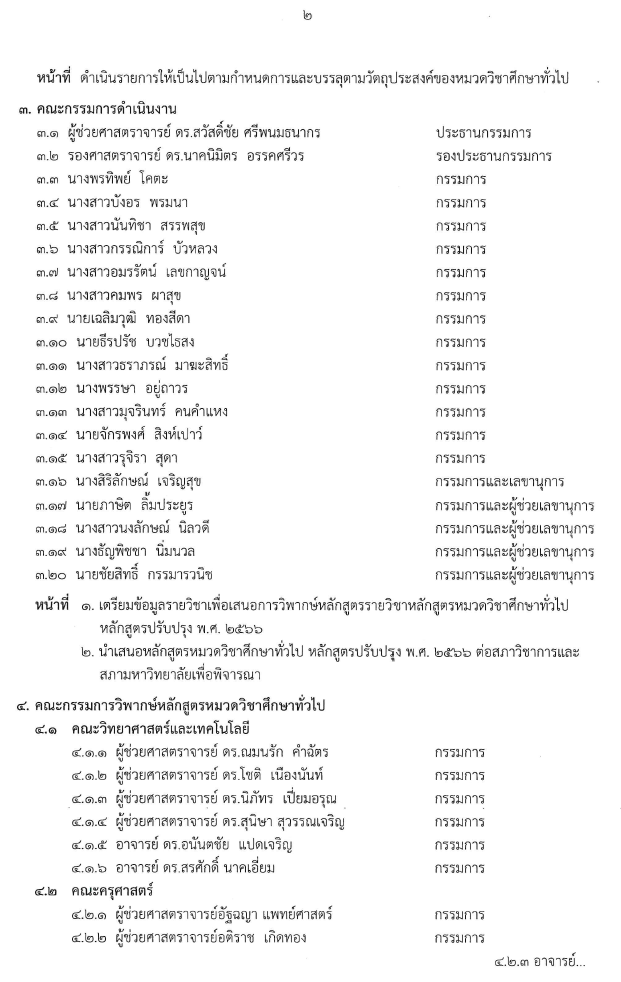 ๒
หน้าที่ ดำเนินรายการให้เป็นไปตามกำหนดการและบรรลุตามวัตถุประสงค์ของหมวดวิชาศึกษาทั่วไป
๓. คณะกรรมการดำเนินงาน
๓.๑ ผู้ช่วยศาสตราจารย์ ดร.สวัสดิ์ชัย ศรีพนมธนากร ประธานกรรมการ
๓.๒ รองศาสตราจารย์ ดร.นาคนิมิตร อรรคศรีวร รองประธานกรรมการ
๓.๓ นางพรทิพย์ โคตะ กรรมการ
๓.๔ นางสาวบังอร พรมนา กรรมการ
๓.๕ นางสาวนันทิชา สรรพสุข กรรมการ
๓.๖ นางสาวกรรณิการ์ บัวหลวง กรรมการ
๓.๗ นางสาวอมรรัตน์ เลขกาญจน์ กรรมการ
๓.๘ นางสาวคมพร ผาสุข กรรมการ
๓.๙ นายเฉลิมวุฒิ ทองสีดา กรรมการ
๓.๑๐ นายธีรปรัช บวชไธสง กรรมการ
๓.๑๑ นางสาวธราภรณ์ มาฆะสิทธิ์ กรรมการ
๓.๑๒ นางพรรษา อยู่ถาวร กรรมการ
๓.๑๓ นางสาวมุจรินทร์ คนคำแหง กรรมการ
๓.๑๔ นายจักรพงศ์ สิงห์เปาว์ กรรมการ
๓.๑๕ นางสาวรุจิรา สุดา กรรมการ
๓.๑๖ นางสิริลักษณ์ เจริญสุข กรรมการและเลขานุการ
๓.๑๗ นายภาษิต ลิ้มประยูร กรรมการและผู้ช่วยเลขานุการ
๓.๑๘ นางสาวนงลักษณ์ นิลวดี กรรมการและผู้ช่วยเลขานุการ
๓.๑๙ นางธัญพิชชา นิ่มนวล กรรมการและผู้ช่วยเลขานุการ
๓.๒๐ นายชัยสิทธิ์ กรรมารวนิช กรรมการและผู้ช่วยเลขานุการ
หน้าที่ ๑. เตรียมข้อมูลรายวิชาเพื่อเสนอการวิพากษ์หลักสูตรรายวิชาหลักสูตรหมวดวิชาศึกษาทั่วไป
หลักสูตรปรับปรุง พ.ศ. ๒๕๖๖
๒. นำเสนอหลักสูตรหมวดวิชาศึกษาทั่วไป หลักสูตรปรับปรุง พ.ศ. ๒๕๖๖ ต่อสภาวิชาการและ
สภามหาวิทยาลัยเพื่อพิจารณา
๔. คณะกรรมการวิพากษ์หลักสูตรหมวดวิชาศึกษาทั่วไป
๔.๑ คณะวิทยาศาสตร์และเทคโนโลยี
๔.๑.๑ ผู้ช่วยศาสตราจารย์ ดร.ณมนรัก คำฉัตร กรรมการ
๔.๑.๒ ผู้ช่วยศาสตราจารย์ ดร.โชติ เนืองนันท์ กรรมการ
๔.๑.๓ ผู้ช่วยศาสตราจารย์ ดร.นิภัทร เปี่ยมอรุณ กรรมการ
๔.๑.๔ ผู้ช่วยศาสตราจารย์ ดร.สุนิษา สุวรรณเจริญ กรรมการ
๔.๑.๕ อาจารย์ ดร.อนันตชัย แปดเจริญ กรรมการ
๔.๑.๖ อาจารย์ ดร.สรศักดิ์ นาคเอี่ยม กรรมการ
๔.๒ คณะครุศาสตร์
๔.๒.๑ ผู้ช่วยศาสตราจารย์อัฐฉญา แพทย์ศาสตร์ กรรมการ
๔.๒.๒ ผู้ช่วยศาสตราจารย์อติราช เกิดทอง กรรมการ
๔.๒.๓ อาจารย์...